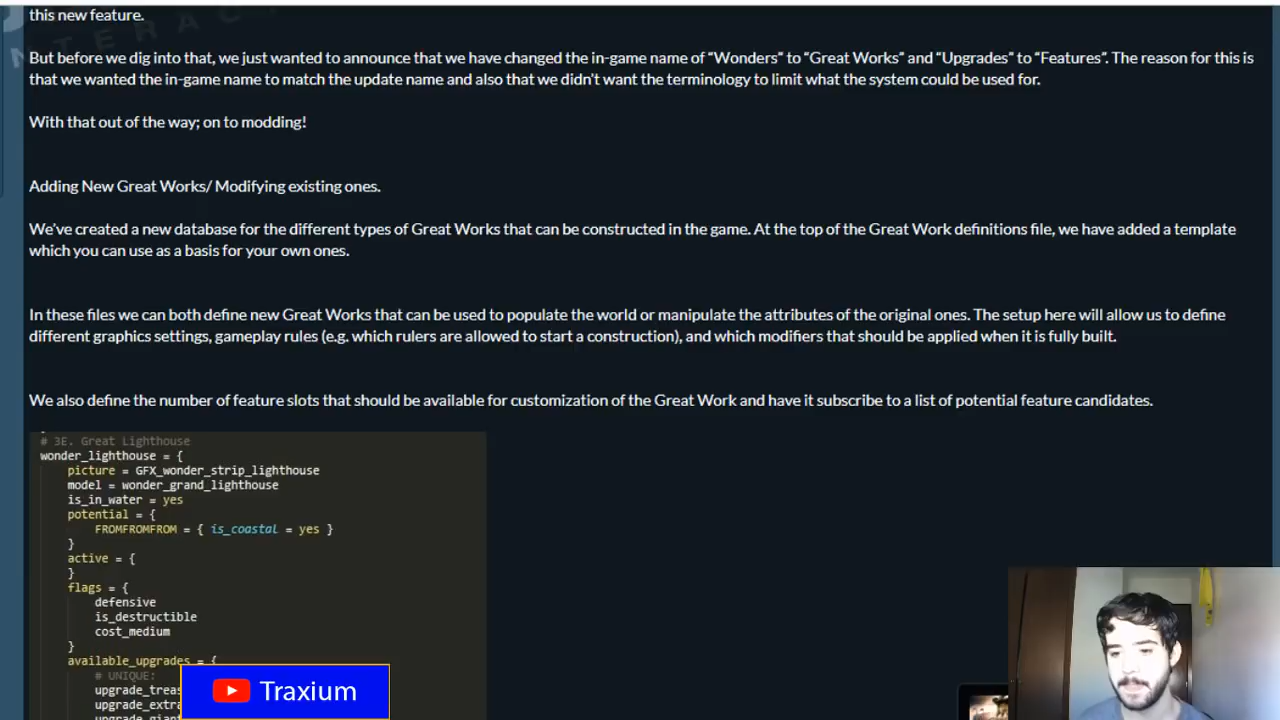 this new feature.
But before we dig into that, we just wanted to announce that we have changed the in-game name of “Wonders” to “Great Works” and “Upgrades” to “Features”. The reason for this is
that we wanted the in-game name to match the update name and also that we didn’t want the terminology to limit what the system could be used for.
With that out of the way; on to modding!
Adding New Great Works/ Modifying existing ones.
We’ve created a new database for the different types of Great Works that can be constructed in the game. At the top of the Great Work definitions file, we have added a template
which you can use as a basis for your own ones.
In these files we can both define new Great Works that can be used to populate the world or manipulate the attributes of the original ones. The setup here will allow us to define
different graphics settings, gameplay rules (e.g. which rulers are allowed to start a construction), and which modifiers that should be applied when it is fully built.
We also define the number of feature slots that should be available for customization of the Great Work and have it subscribe to a list of potential feature candidates.
# 3E. Great Lighthouse
wonder_lighthouse = {
picture = GFX_wonder_strip_lighthouse
model = wonder_grand_lighthouse
is_in_water = yes
potential = {
FROMFROMFROM = { is_coastal = yes }
}
active = {
}
flags = {
defensive
is_destructible
cost_medium
}
available_upgrades = {
# UNIQUE:
Traxium